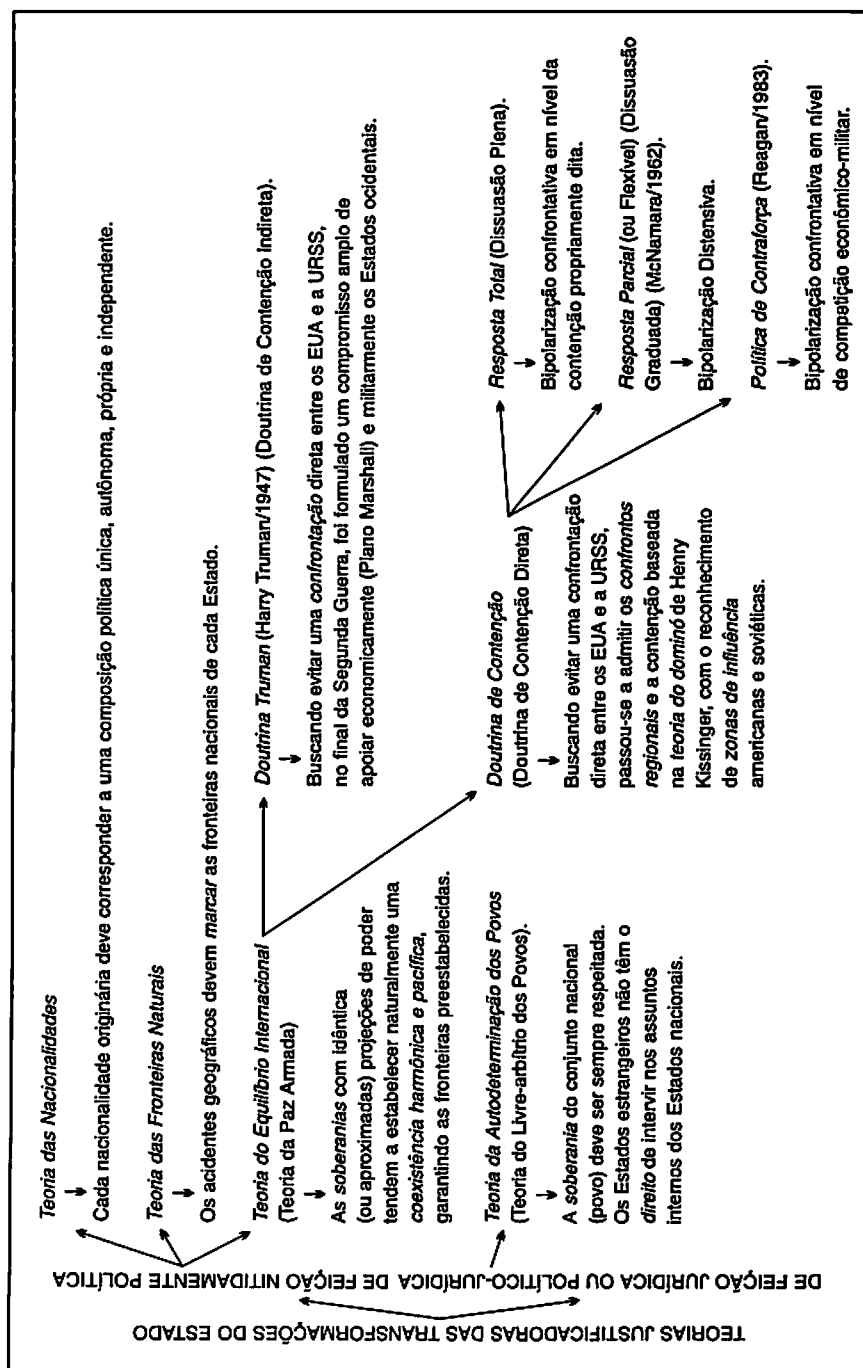 TEORIAS JUSTIFICADORAS DAS TRANSFORMAÇÕES DO ESTADO
DE FEIÇÃO NITIDAMENTE POLÍTICA
Teoria das Nacionalidades
Cada nacionalidade originária deve corresponder a uma composição política única, autônoma, própria e independente.
Teoria das Fronteiras Naturais
Os acidentes geográficos devem marcar as fronteiras nacionais de cada Estado.
Teoria do Equilíbrio Internacional
(Teoria da Paz Armada)
As soberanias com idêntica
(ou aproximadas) projeções de poder
tendem a estabelecer naturalmente uma
coexistência harmônica e pacífica,
garantindo as fronteiras preestabelecidas.
Doutrina Truman (Harry Truman/1947) (Doutrina de Contenção Indireta).
Buscando evitar uma confrontação direta entre os EUA e a URSS,
no final da Segunda Guerra, foi formulado um compromisso amplo de
apoiar economicamente (Plano Marshall) e militarmente os Estados ocidentais.
Doutrina de Contenção
(Doutrina de Contenção Direta)
Buscando evitar uma confrontação
direta entre os EUA e a URSS,
passou-se a admitir os confrontos
regionais e a contenção baseada
na teoria do dominó de Henry
Kissinger, com o reconhecimento
de zonas de influência
americanas e soviéticas.
Resposta Total (Dissuasão Plena).
Bipolarização confrontativa em nível da
contenção propriamente dita.
Resposta Parcial (ou Flexível) (Dissuasão
Graduada) (McNamara/1962).
Bipolarização Distensiva.
Política de Contraforça (Reagan/1983).
Bipolarização confrontativa em nível
de competição econômico-militar.
DE FEIÇÃO JURÍDICA OU POLÍTICO-JURÍDICA
Teoria da Autodeterminação dos Povos
(Teoria do Livre-arbítrio dos Povos).
A soberania do conjunto nacional
(povo) deve ser sempre respeitada.
Os Estados estrangeiros não têm o
direito de intervir nos assuntos
internos dos Estados nacionais.